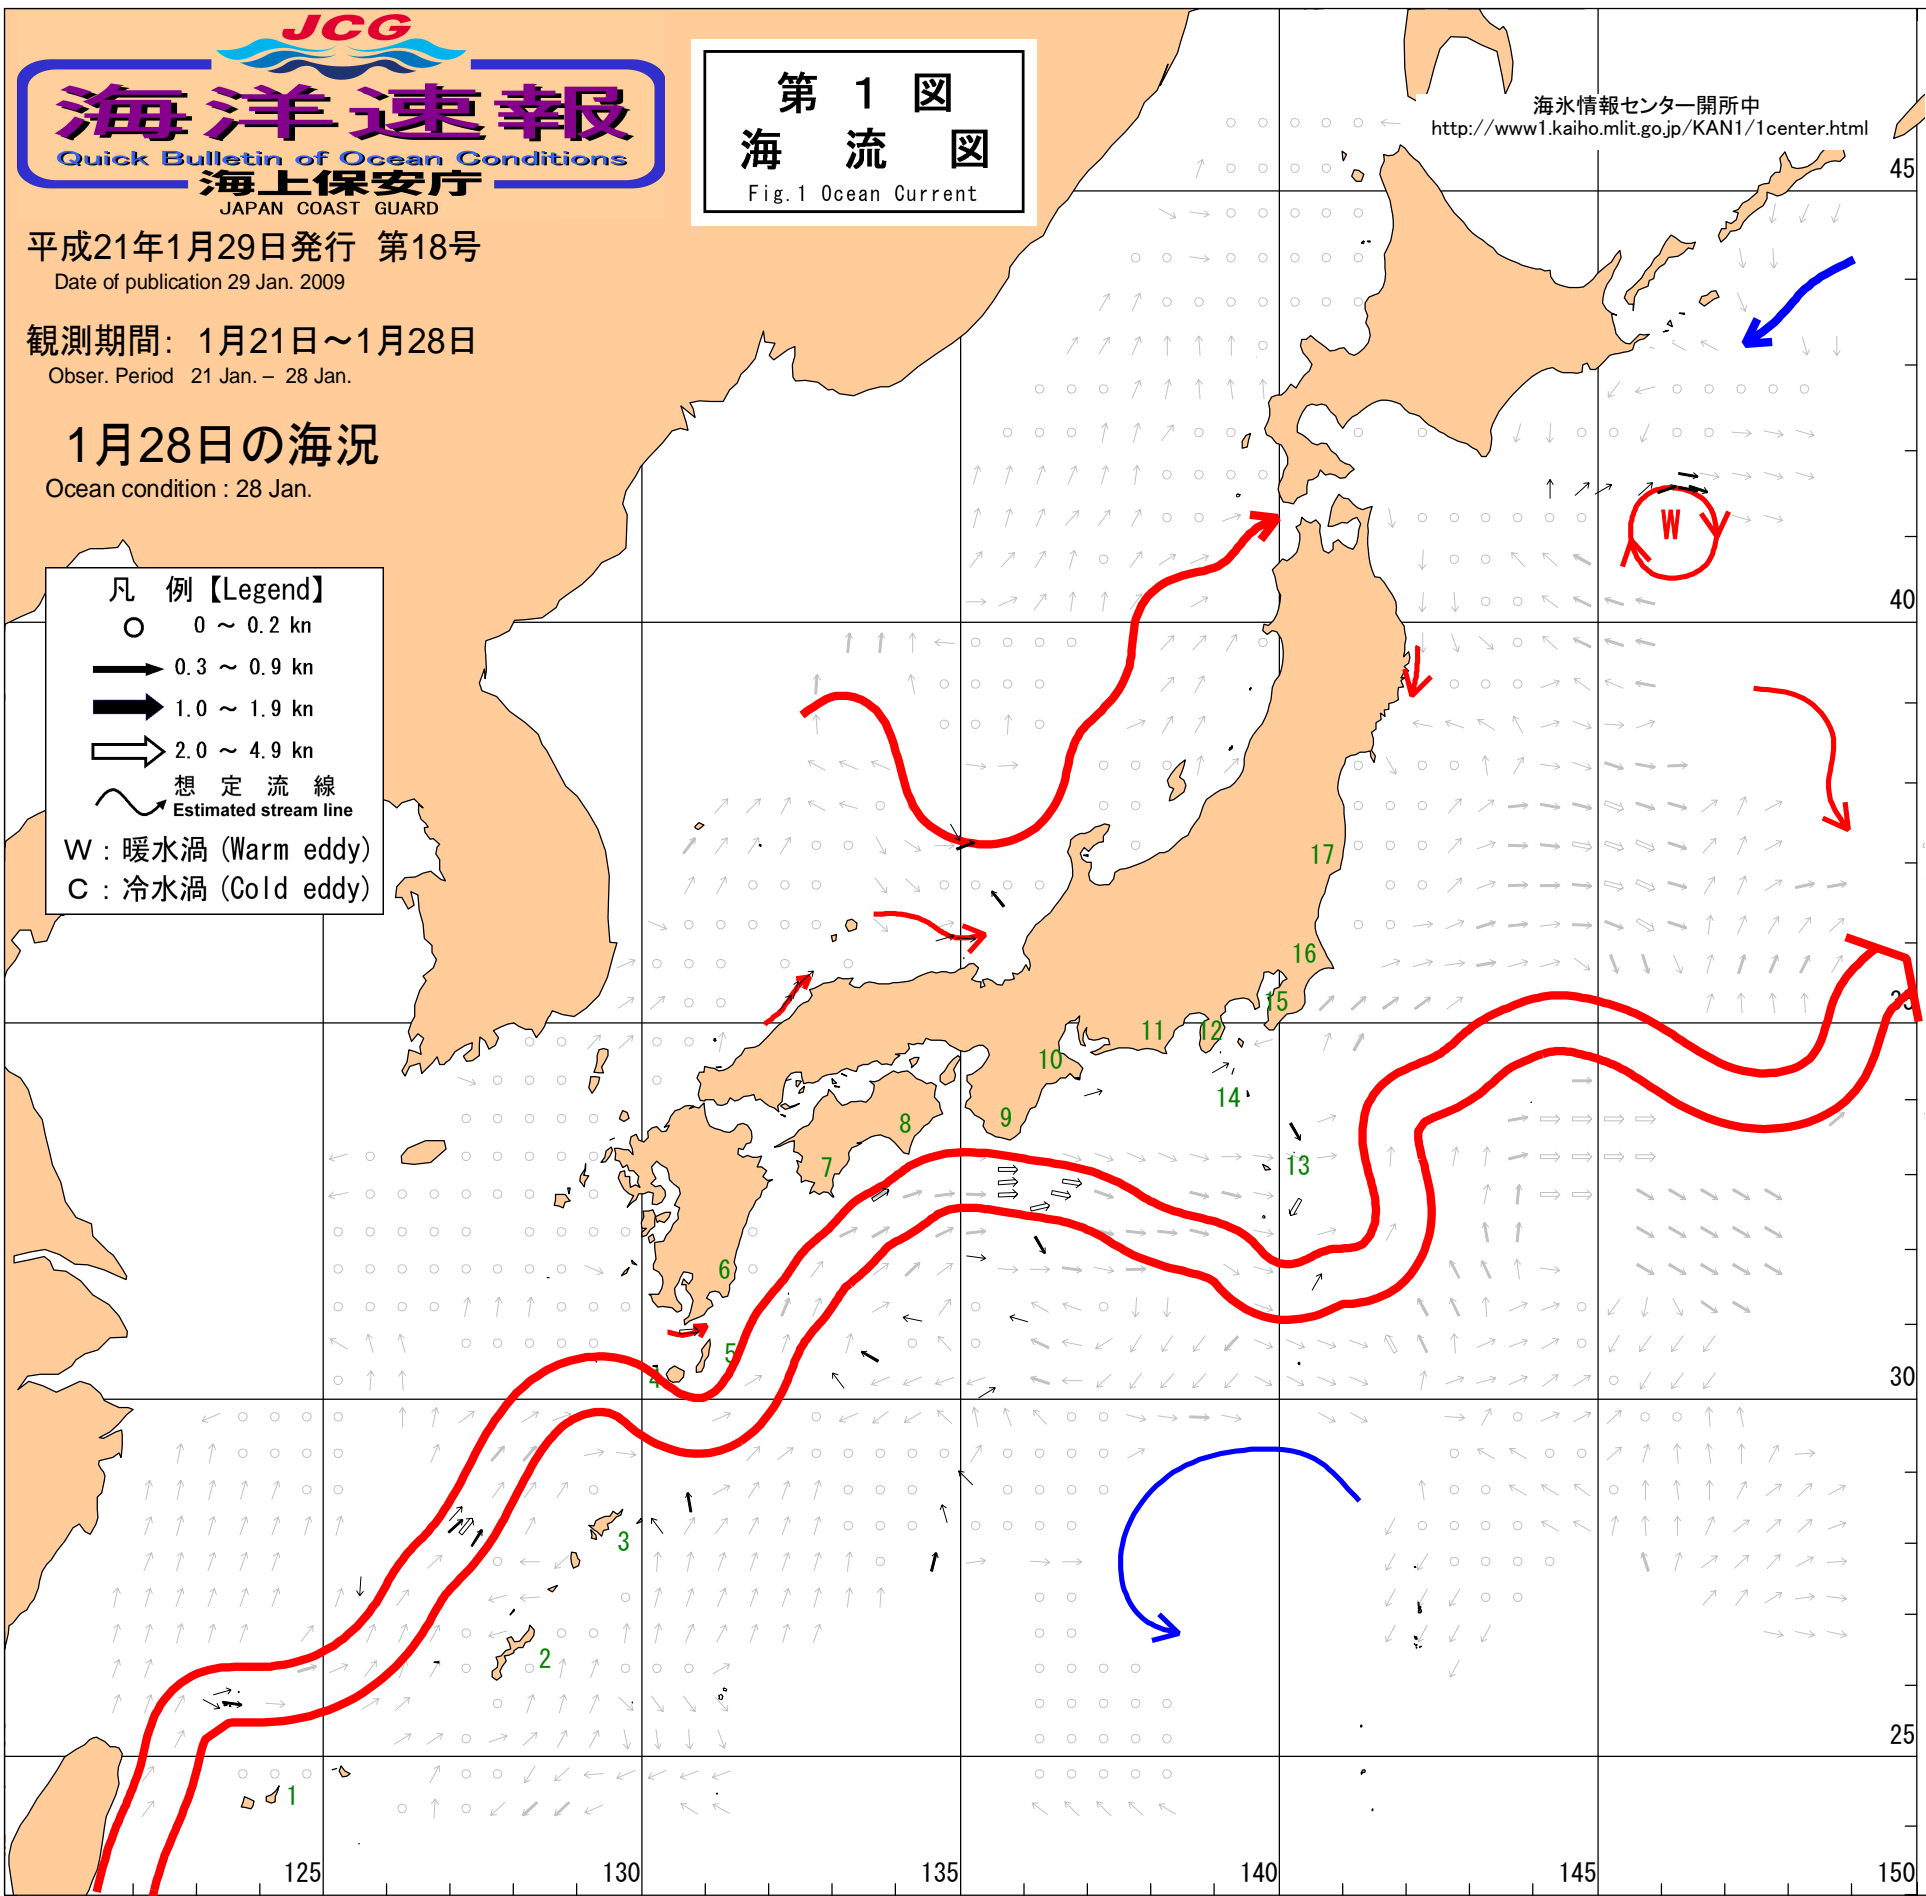 JCG
海洋速報
Quick Bulletin of Ocean Conditions
海上保安庁
JAPAN COAST GUARD
平成21年1月29日発行 第18号
Date of publication 29 Jan. 2009
観測期間: 1月21日～1月28日
Obser. Period 21 Jan. – 28 Jan.
1月28日の海況
Ocean condition : 28 Jan.
第 1 図
海 流 図
Fig.1 Ocean Current
海氷情報センター開所中
http://www1.kaiho.mlit.go.jp/KAN1/1center.html
凡 例【Legend】
0 ～ 0.2 kn
0.3 ～ 0.9 kn
1.0 ～ 1.9 kn
2.0 ～ 4.9 kn
想 定 流 線
Estimated stream line
W : 暖水渦 (Warm eddy)
C : 冷水渦 (Cold eddy)
45
W
40
17
16
15
35
12
11
10
14
9
8
13
7
6
5
4
30
3
2
25
1
125
130
135
140
145
150